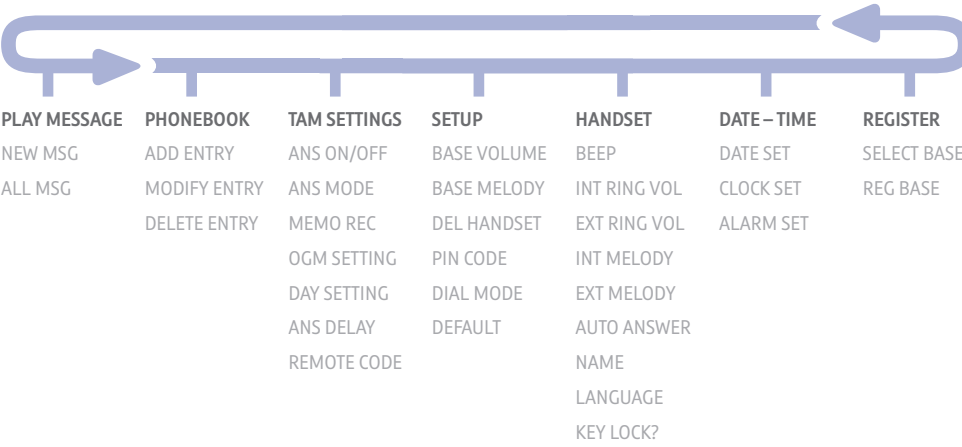 PLAY MESSAGE
NEW MSG
ALL MSG
PHONEBOOK
ADD ENTRY
MODIFY ENTRY
DELETE ENTRY
TAM SETTINGS
ANS ON/OFF
ANS MODE
MEMO REC
OGM SETTING
DAY SETTING
ANS DELAY
REMOTE CODE
SETUP
BASE VOLUME
BASE MELODY
DEL HANDSET
PIN CODE
DIAL MODE
DEFAULT
HANDSET
BEEP
INT RING VOL
EXT RING VOL
INT MELODY
EXT MELODY
AUTO ANSWER
NAME
LANGUAGE
KEY LOCK?
DATE – TIME
DATE SET
CLOCK SET
ALARM SET
REGISTER
SELECT BASE
REG BASE